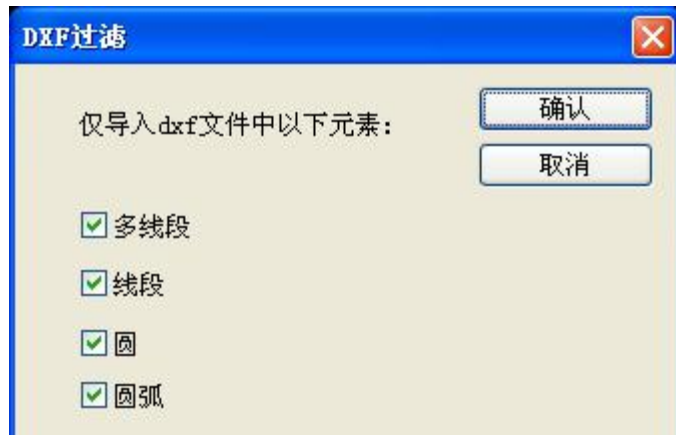 DXF过滤
仅导入dxf文件中以下元素：
确认
取消
多线段
线段
圆
圆弧